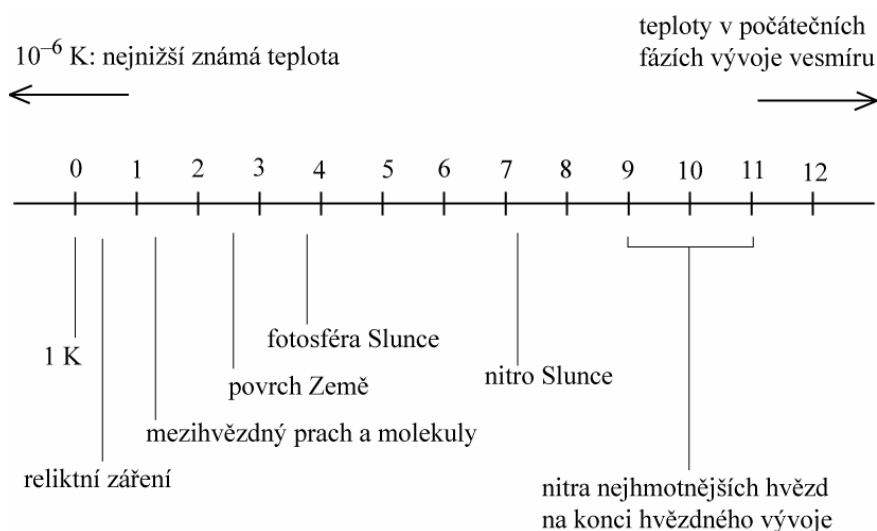 teploty v počátečních
fázích vývoje vesmíru
10⁻⁶ K: nejnižší známá teplota
0 1 2 3 4 5 6 7 8 9 10 11 12
fotosféra Slunce
1 K
povrch Země
nitro Slunce
mezihvězdný prach a molekuly
reliktní záření
nitra nejhmotnějších hvězd
na konci hvězdného vývoje